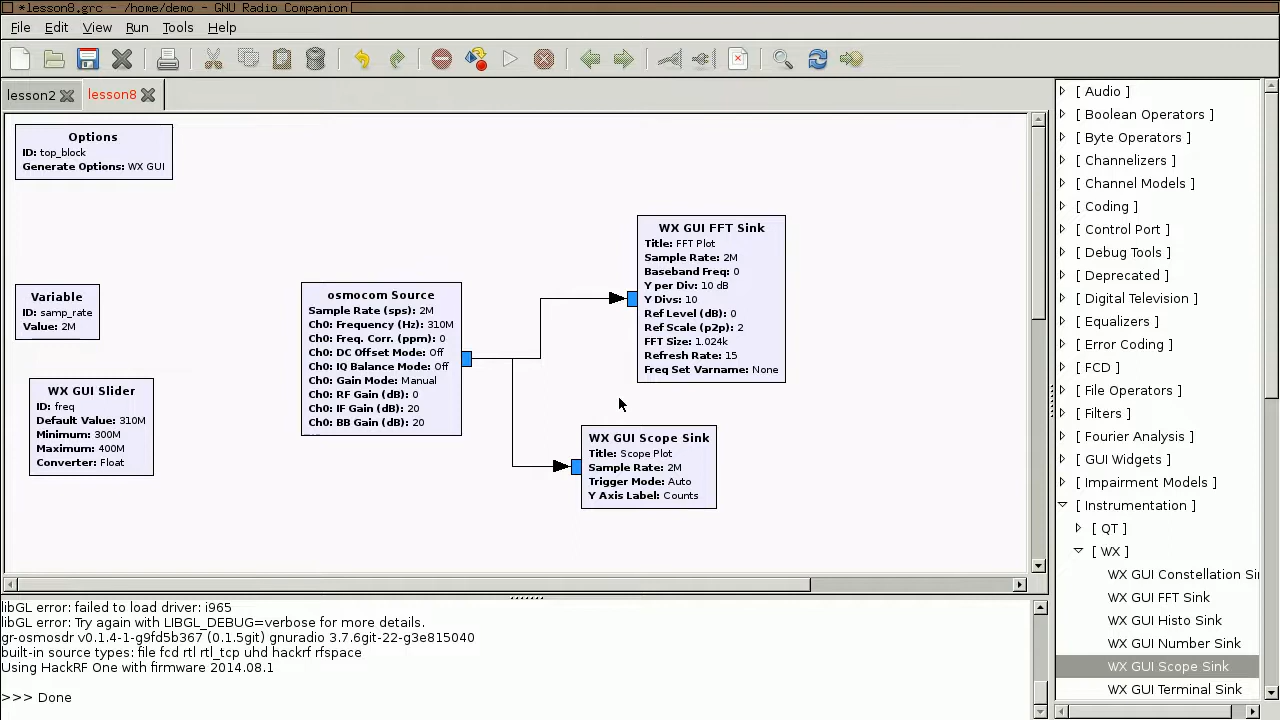 *lesson8.grc - /home/demo - GNU Radio Companion
File Edit View Run Tools Help
lesson2 lesson8
Options
ID: top_block
Generate Options: WX GUI
Variable
ID: samp_rate
Value: 2M
WX GUI Slider
ID: freq
Default Value: 310M
Minimum: 300M
Maximum: 400M
Converter: Float
osmocom Source
Sample Rate (sps): 2M
Ch0: Frequency (Hz): 310M
Ch0: Freq. Corr. (ppm): 0
Ch0: DC Offset Mode: Off
Ch0: IQ Balance Mode: Off
Ch0: Gain Mode: Manual
Ch0: RF Gain (dB): 0
Ch0: IF Gain (dB): 20
Ch0: BB Gain (dB): 20
WX GUI FFT Sink
Title: FFT Plot
Sample Rate: 2M
Baseband Freq: 0
Y per Div: 10 dB
Y Divs: 10
Ref Level (dB): 0
Ref Scale (p2p): 2
FFT Size: 1.024k
Refresh Rate: 15
Freq Set Varname: None
WX GUI Scope Sink
Title: Scope Plot
Sample Rate: 2M
Trigger Mode: Auto
Y Axis Label: Counts
[ Audio ]
[ Boolean Operators ]
[ Byte Operators ]
[ Channelizers ]
[ Channel Models ]
[ Coding ]
[ Control Port ]
[ Debug Tools ]
[ Deprecated ]
[ Digital Television ]
[ Equalizers ]
[ Error Coding ]
[ FCD ]
[ File Operators ]
[ Filters ]
[ Fourier Analysis ]
[ GUI Widgets ]
[ Impairment Models ]
[ Instrumentation ]
[ QT ]
[ WX ]
WX GUI Constellation Sin
WX GUI FFT Sink
WX GUI Histo Sink
WX GUI Number Sink
WX GUI Scope Sink
WX GUI Terminal Sink
libGL error: failed to load driver: i965
libGL error: Try again with LIBGL_DEBUG=verbose for more details.
gr-osmosdr v0.1.4-1-g9fd5b367 (0.1.5git) gnuradio 3.7.6git-22-g3e815040
built-in source types: file fcd rtl rtl_tcp uhd hackrf rfspace
Using HackRF One with firmware 2014.08.1
>>> Done